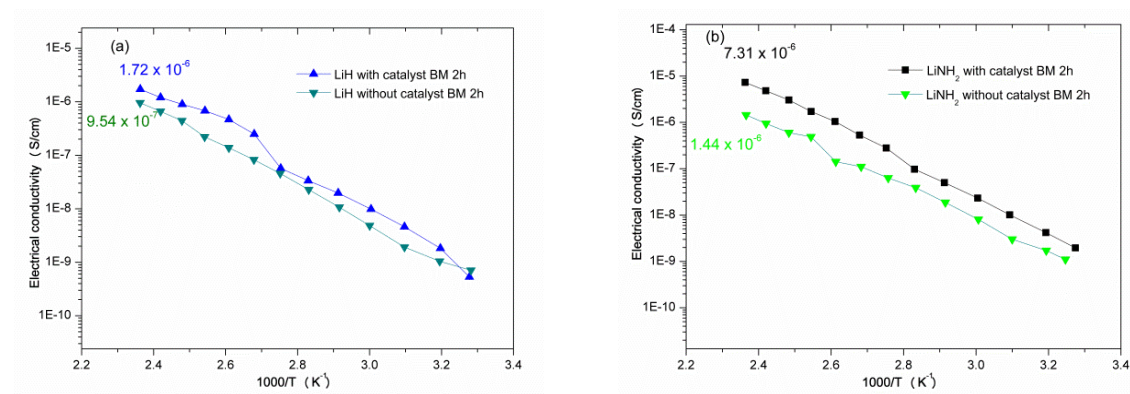 (a)
1.72 x 10⁻⁶
9.54 x 10⁻⁷
LiH with catalyst BM 2h
LiH without catalyst BM 2h
Electrical conductivity (S/cm)
1E-5
1E-6
1E-7
1E-8
1E-9
1E-10
2.2 2.4 2.6 2.8 3.0 3.2 3.4
1000/T (K⁻¹)
(b)
7.31 x 10⁻⁶
1.44 x 10⁻⁶
LiNH₂ with catalyst BM 2h
LiNH₂ without catalyst BM 2h
Electrical conductivity (S/cm)
1E-4
1E-5
1E-6
1E-7
1E-8
1E-9
1E-10
2.2 2.4 2.6 2.8 3.0 3.2 3.4
1000/T (K⁻¹)